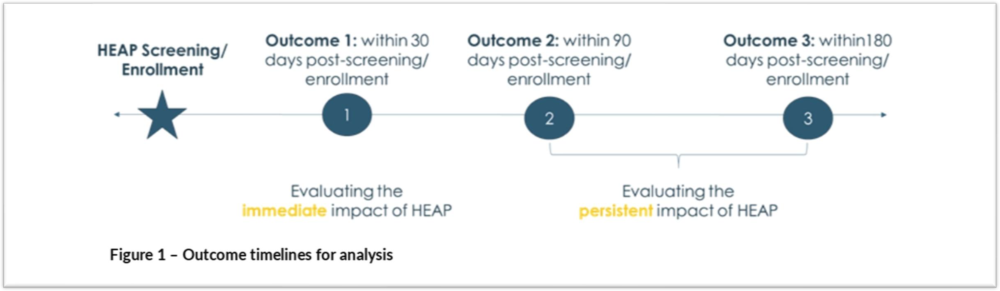 HEAP Screening/
Enrollment
Outcome 1: within 30
days post-screening/
enrollment
Outcome 2: within 90
days post-screening/
enrollment
Outcome 3: within180
days post-screening/
enrollment
1
2
3
Evaluating the
immediate impact of HEAP
Evaluating the
persistent impact of HEAP
Figure 1 – Outcome timelines for analysis